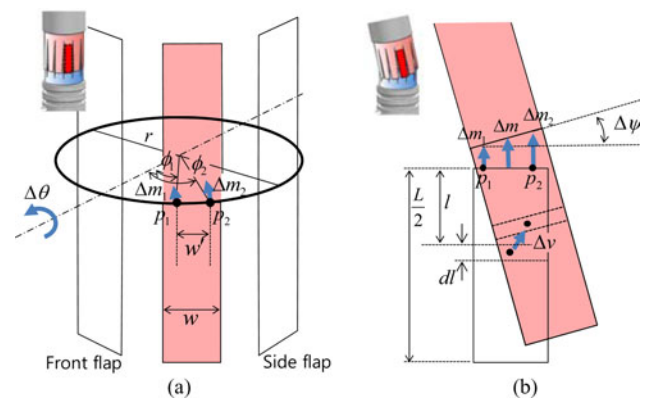 r
ϕ₁
ϕ₂
Δθ
Δm₁
Δm₂
p₁
p₂
w'
w
Front flap
Side flap
(a)
Δm₁
Δm
Δm₂
Δψ
p₁
p₂
L/2
l
Δv
dl
(b)